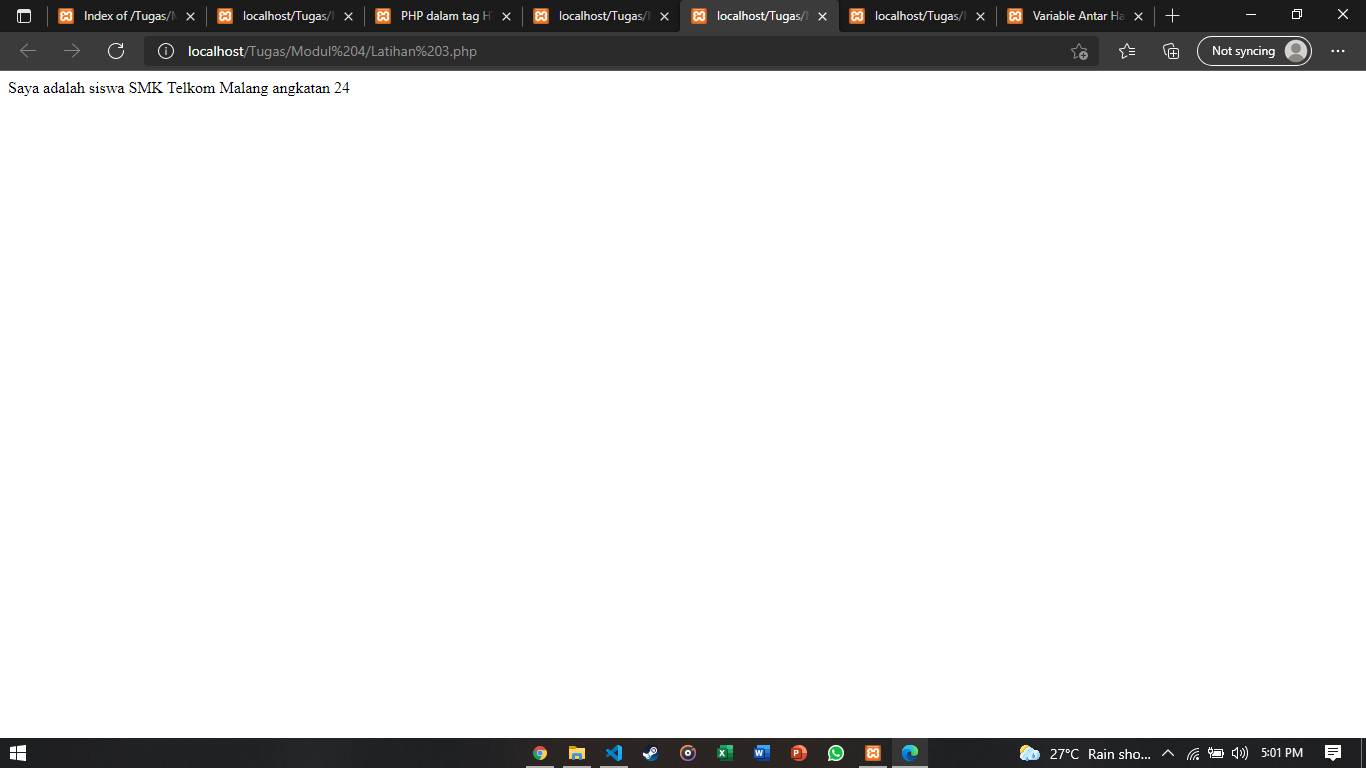 Index of /Tugas/M
localhost/Tugas/
PHP dalam tag H
localhost/Tugas/
localhost/Tugas/
localhost/Tugas/
Variable Antar Ha
localhost/Tugas/Modul%204/Latihan%203.php
Not syncing
Saya adalah siswa SMK Telkom Malang angkatan 24
27°C Rain sho...
5:01 PM